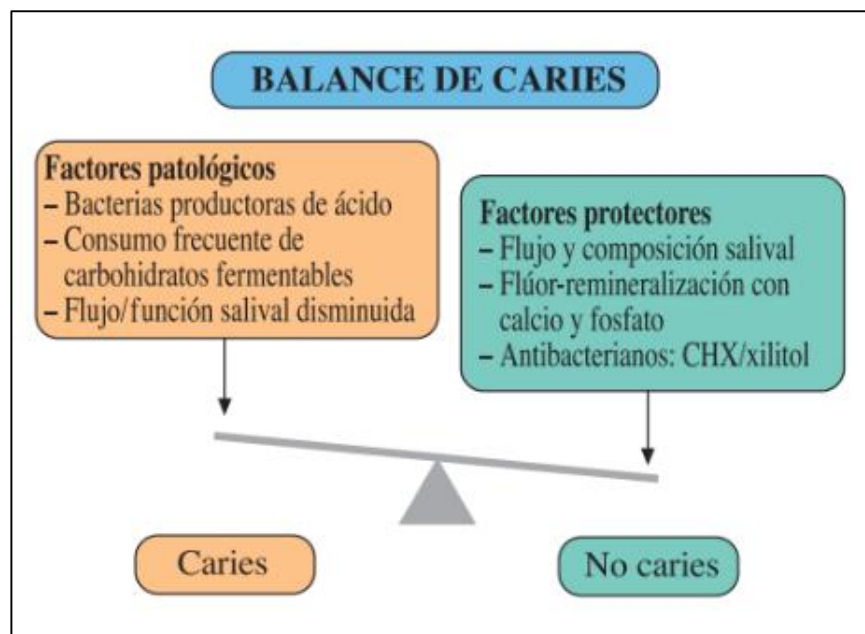 BALANCE DE CARIES
Factores patológicos
– Bacterias productoras de ácido
– Consumo frecuente de
carbohidratos fermentables
– Flujo/función salival disminuida
Factores protectores
– Flujo y composición salival
– Flúor-remineralización con
calcio y fosfato
– Antibacterianos: CHX/xilitol
Caries
No caries